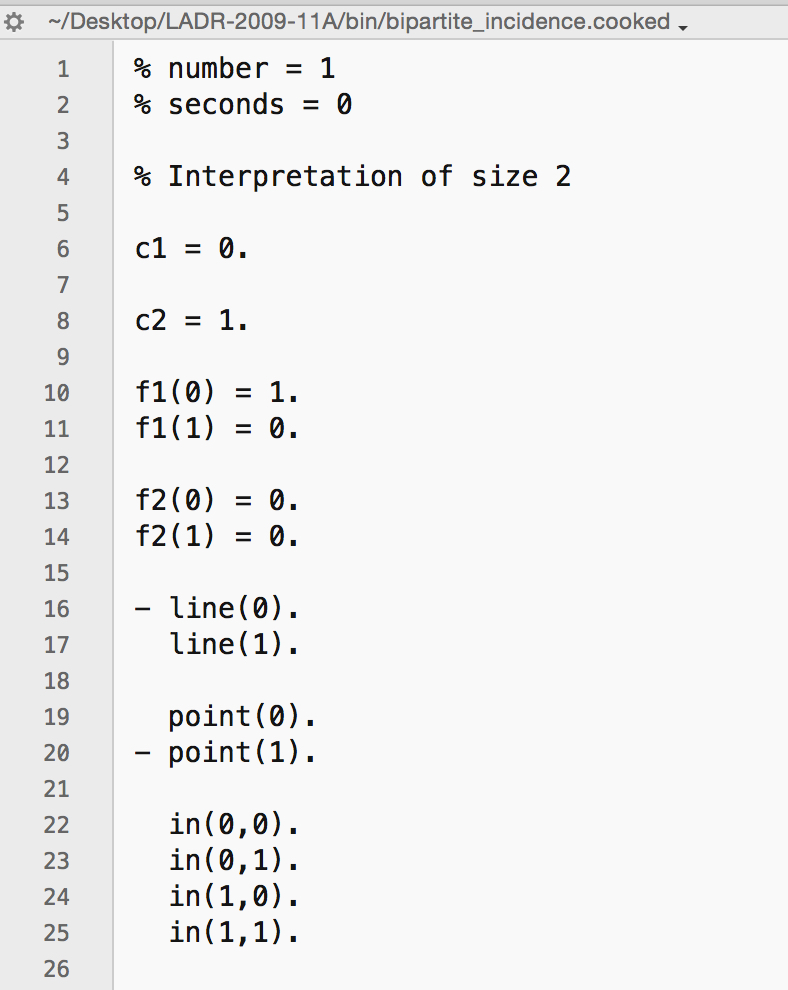 ~/Desktop/LADR-2009-11A/bin/bipartite_incidence.cooked
1 % number = 1
2 % seconds = 0
3
4 % Interpretation of size 2
5
6 c1 = 0.
7
8 c2 = 1.
9
10 f1(0) = 1.
11 f1(1) = 0.
12
13 f2(0) = 0.
14 f2(1) = 0.
15
16 - line(0).
17   line(1).
18
19   point(0).
20 - point(1).
21
22   in(0,0).
23   in(0,1).
24   in(1,0).
25   in(1,1).
26